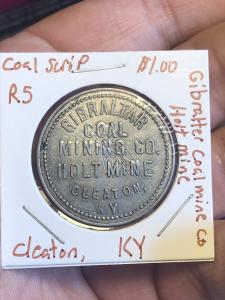 Coal scrip $1.00
R5
Gibralter Coal mine Co
Holt mine
GIBRALTAR
COAL
MINING CO.
HOLT MINE
CLEATON,
KY.
Cleaton, KY